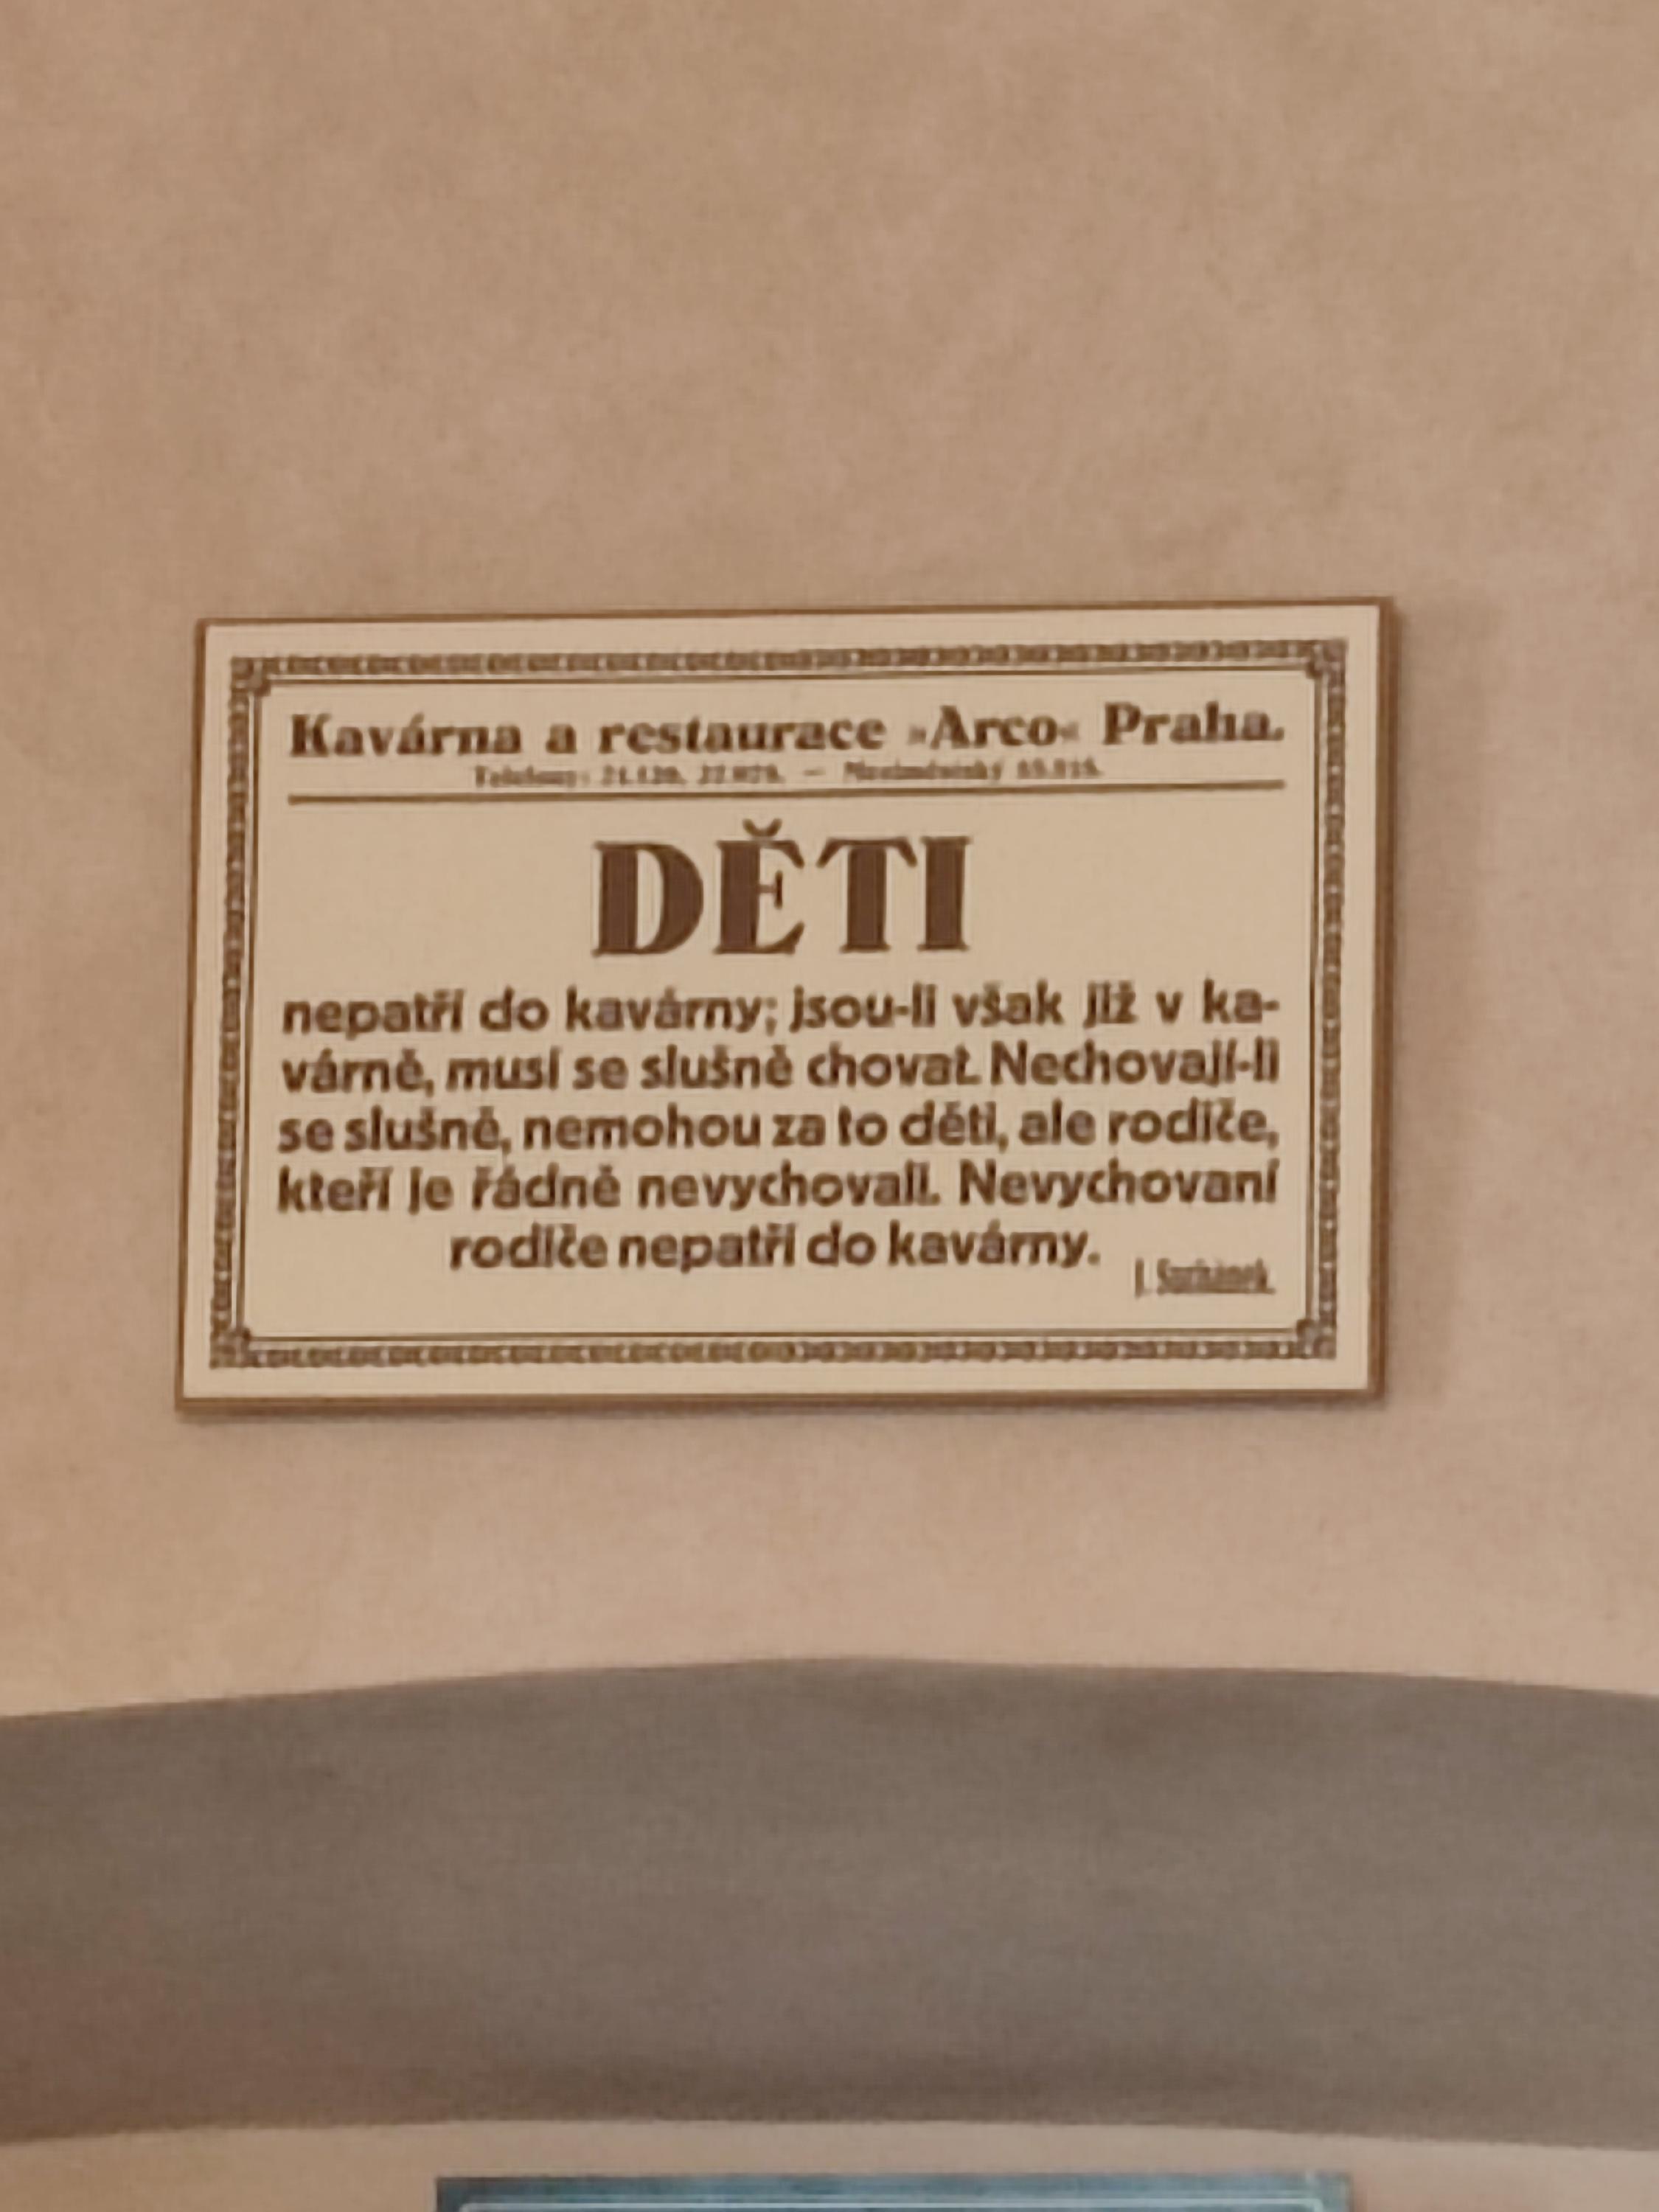 Kavárna a restaurace »Arco« Praha.
DĚTI
nepatří do kavárny; jsou-li však již v ka-
várně, musí se slušně chovat. Nechovají-li
se slušně, nemohou za to děti, ale rodiče,
kteří je řádně nevychovali. Nevychovaní
rodiče nepatří do kavárny.
J. Suchánek.